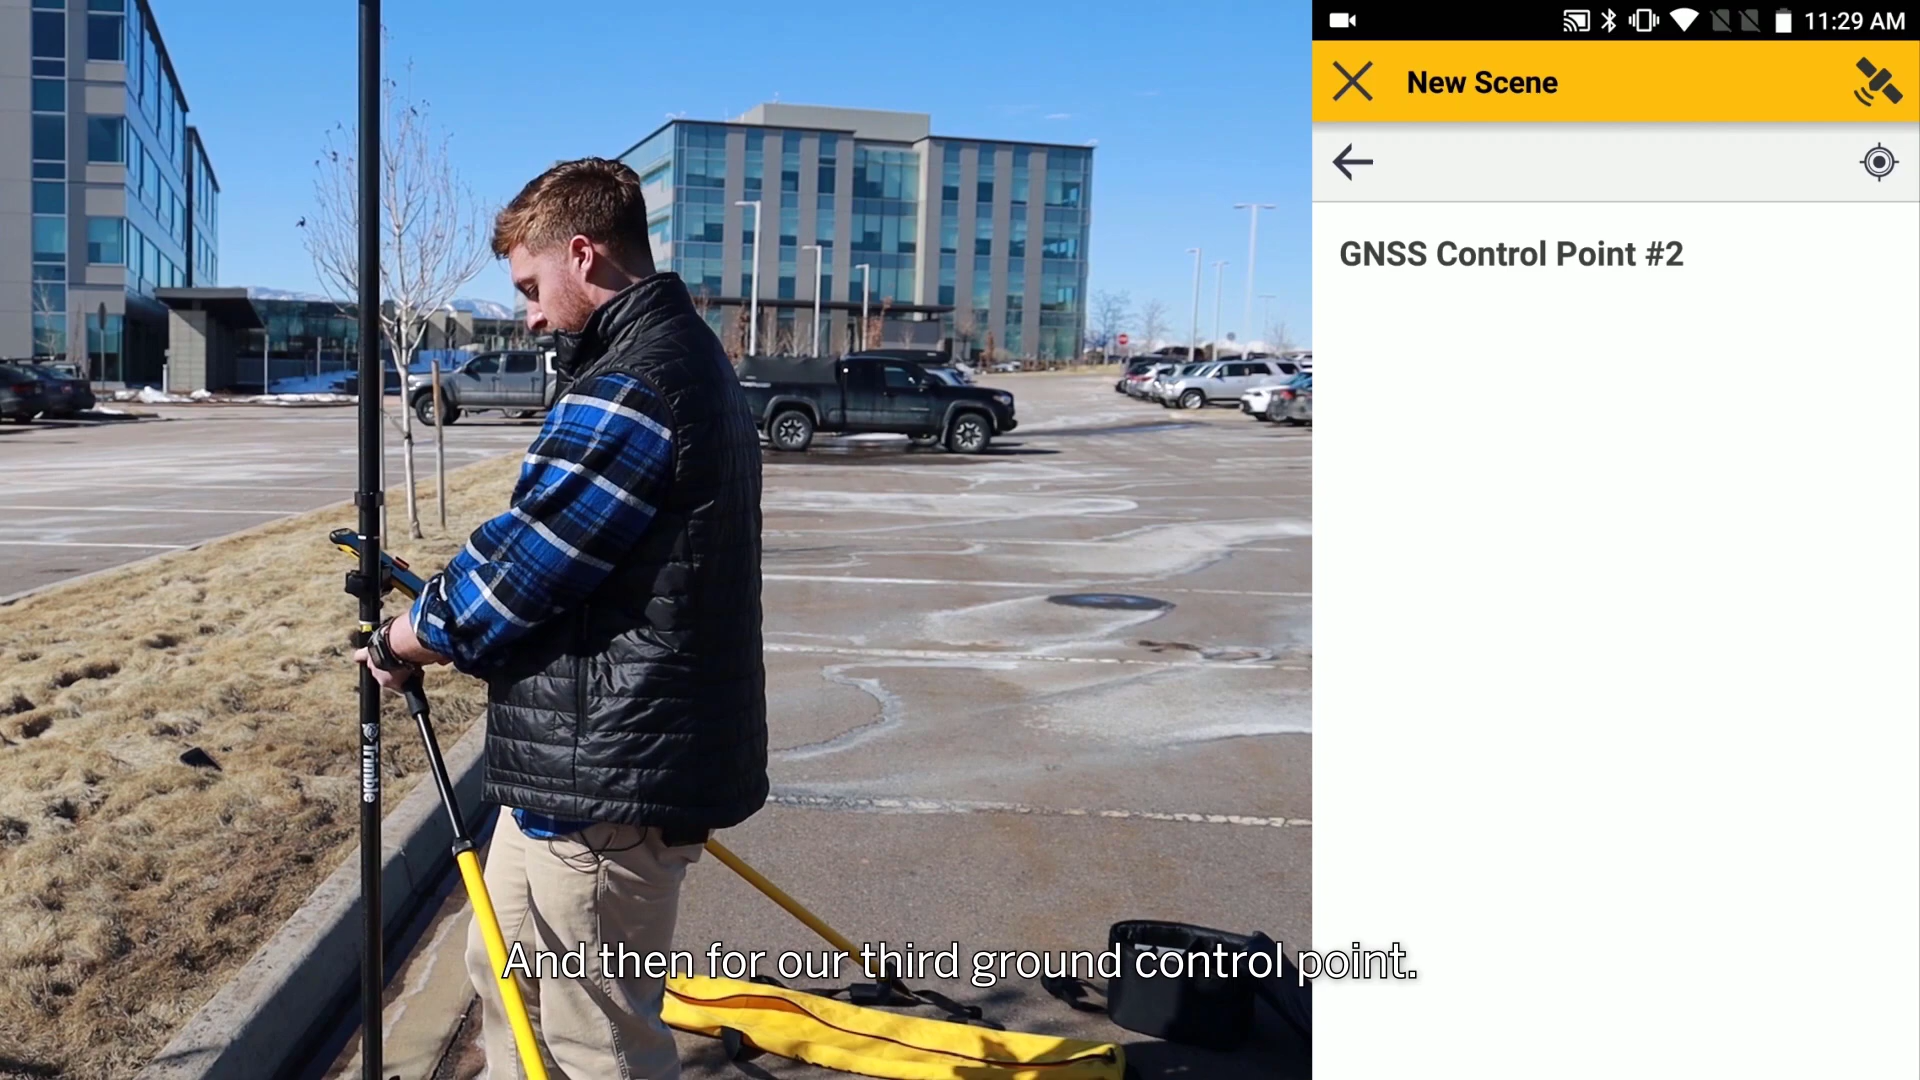 11:29 AM
New Scene
GNSS Control Point #2
Trimble
And then for our third ground control point.